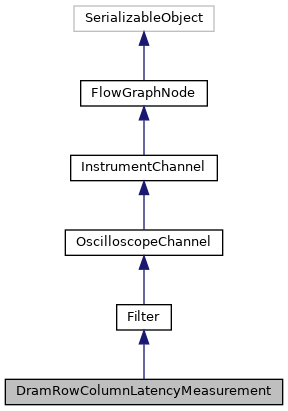 SerializableObject
FlowGraphNode
InstrumentChannel
OscilloscopeChannel
Filter
DramRowColumnLatencyMeasurement